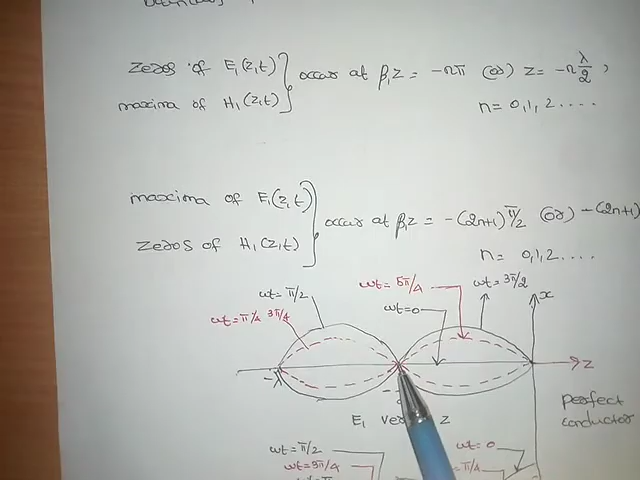 zeros of E₁(z,t)
maxima of H₁(z,t) } occur at β₁z = -nπ (or) z = -n λ/2 ,
n = 0,1,2 ....
maxima of E₁(z,t)
zeros of H₁(z,t) } occur at β₁z = -(2n+1) π/2 (or) -(2n+1)
n = 0,1,2 ....
ωt = π/2
ωt = 5π/4
ωt = 3π/2
ωt = π/4 3π/4
ωt = 0
x
-λ
z
E₁ z
perfect
conductor
ωt = π/2
ωt = 0
ωt = 3π/4
= π/4